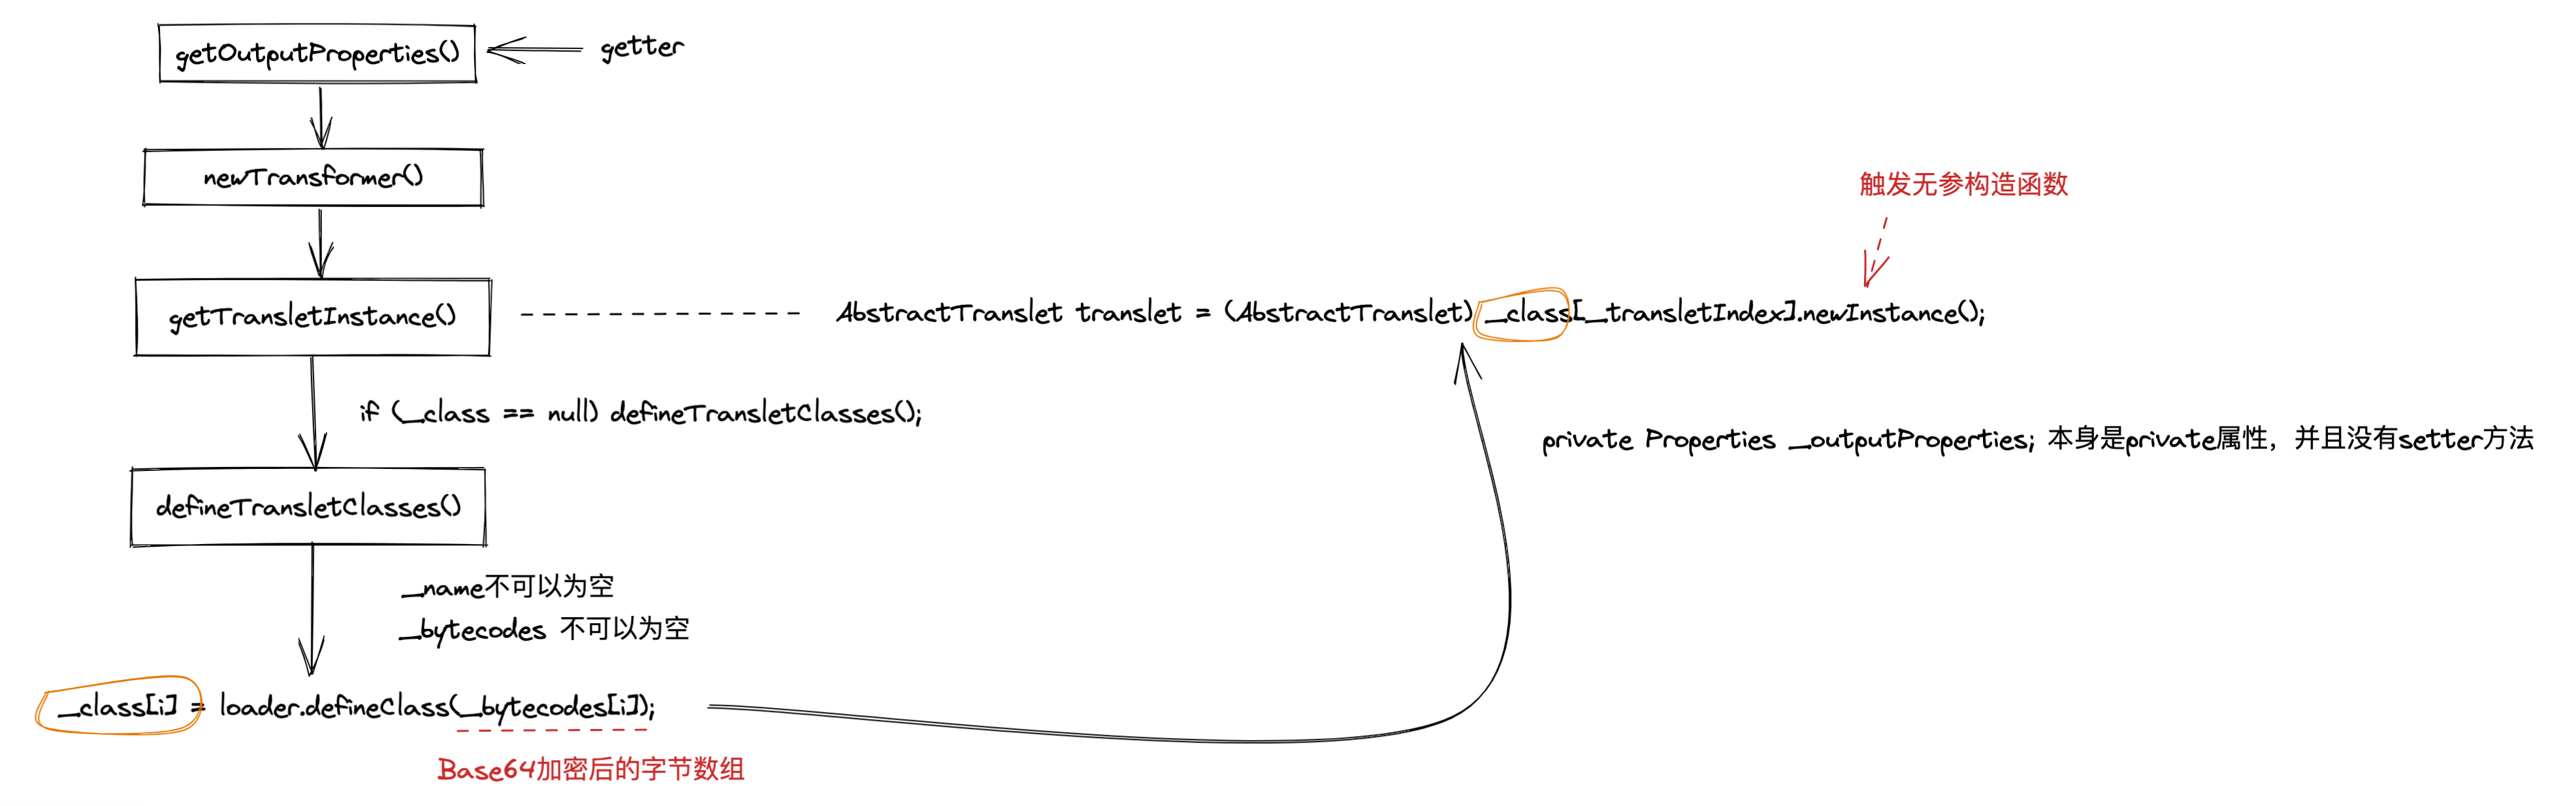 getOutputProperties()
getter
newTransformer()
触发无参构造函数
getTransletInstance()
AbstractTranslet translet = (AbstractTranslet) _class[_transletIndex].newInstance();
if (_class == null) defineTransletClasses();
private Properties _outputProperties; 本身是private属性，并且没有setter方法
defineTransletClasses()
_name不可以为空
_bytecodes 不可以为空
_class[i] = loader.defineClass(_bytecodes[i]);
Base64加密后的字节数组